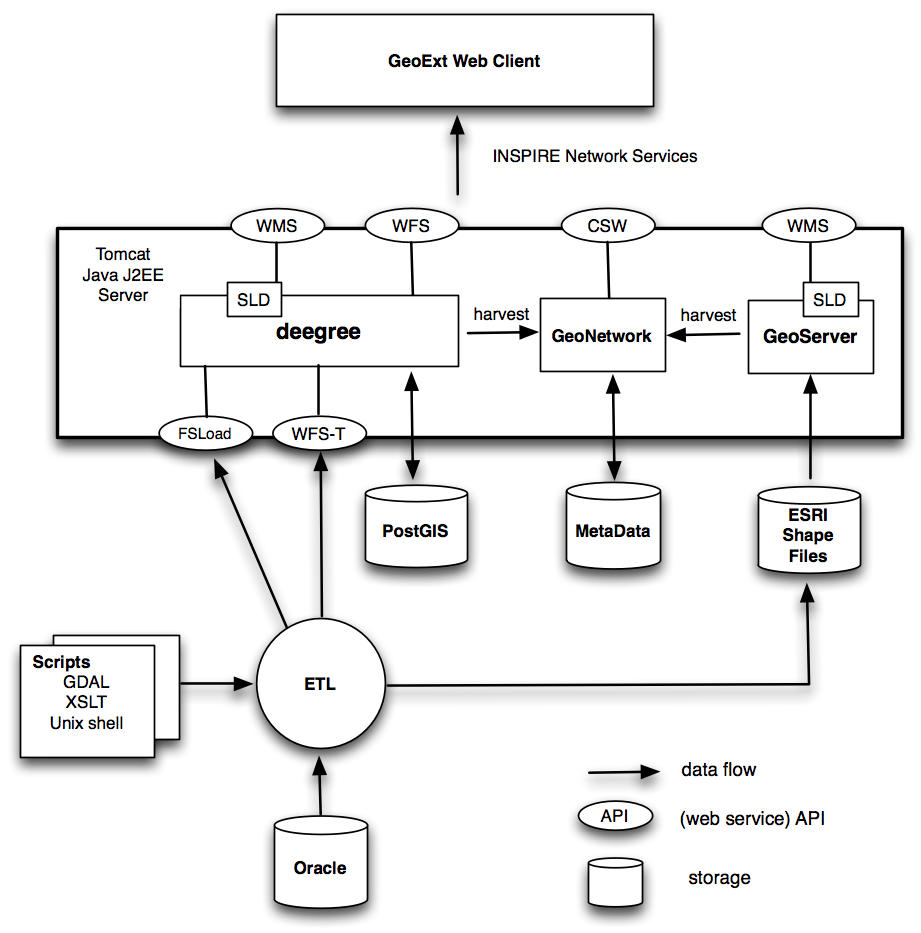 GeoExt Web Client
INSPIRE Network Services
WMS
WFS
CSW
WMS
Tomcat
Java J2EE
Server
SLD
deegree
harvest
GeoNetwork
harvest
SLD
GeoServer
FSLoad
WFS-T
PostGIS
MetaData
ESRI
Shape
Files
Scripts
GDAL
XSLT
Unix shell
ETL
Oracle
data flow
API
(web service) API
storage